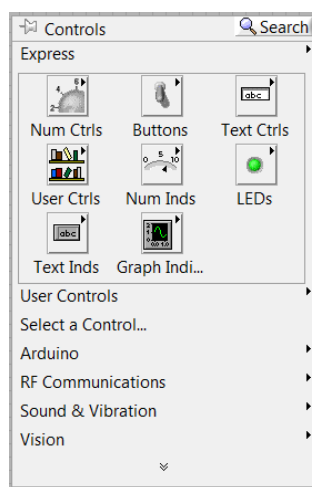 Controls Search
Express
Num Ctrls Buttons Text Ctrls
User Ctrls Num Inds LEDs
Text Inds Graph Indi...
User Controls
Select a Control...
Arduino
RF Communications
Sound & Vibration
Vision